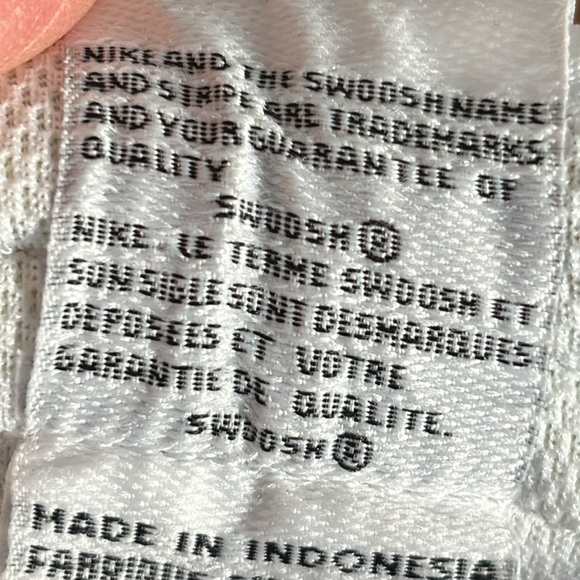 NIKE AND THE SWOOSH NAME
AND STRIPE ARE TRADEMARKS
AND YOUR GUARANTEE OF
QUALITY
SWOOSH®
NIKE. LE TERME SWOOSH ET
SON SIGLE SONT DES MARQUES
DEPOSEES ET VOTRE
GARANTIE DE QUALITE.
SWOOSH®
MADE IN INDONESIA